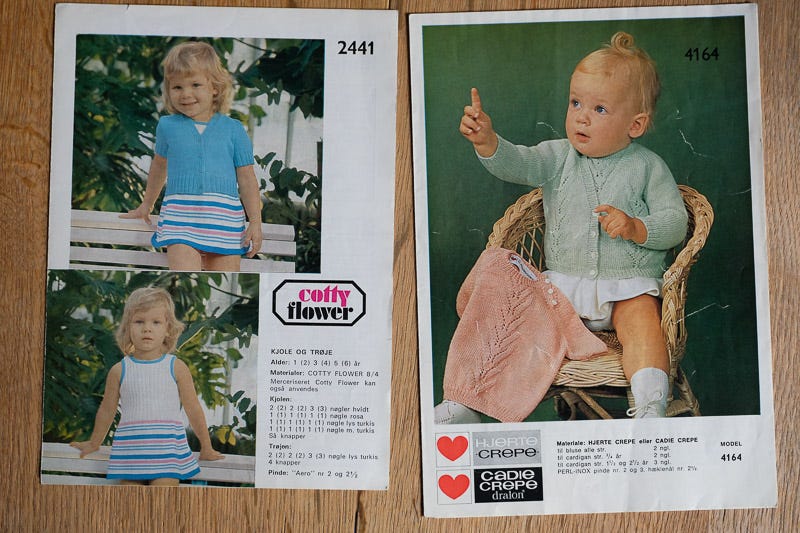 2441
cotty
flower
KJOLE OG TRØJE
Alder: 1 (2) 3 (4) 5 (6) år
Materialer: COTTY FLOWER 8/4
Merceriseret Cotty Flower kan
også anvendes
Kjolen:
2 (2) 2 (2) 3 (3) nøgler hvidt
1 (1) 1 (1) 1 (1) nøgle rosa
1 (1) 1 (1) 1 (1) nøgle lys turkis
1 (1) 1 (1) 1 (1) nøgle m. turkis
Så knapper
Trøjen:
2 (2) 2 (2) 3 (3) nøgle lys turkis
4 knapper
Pinde: "Aero" nr 2 og 2½
4164
HJERTE
CREPE
CADIE
CREPE
dralon
Materiale: HJERTE CREPE eller CADIE CREPE
til bluse alle str. 2 ngl.
til cardigan str. ¾ år 2 ngl.
til cardigan str. 1½ og 2½ år 3 ngl.
PERL-INOX pinde nr. 2 og 3, hæklenål nr. 2½
MODEL
4164